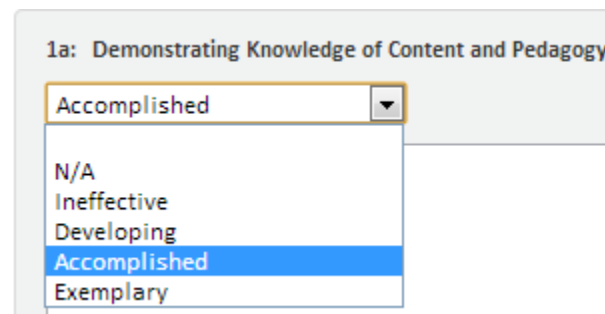 1a: Demonstrating Knowledge of Content and Pedagogy
Accomplished
N/A
Ineffective
Developing
Accomplished
Exemplary